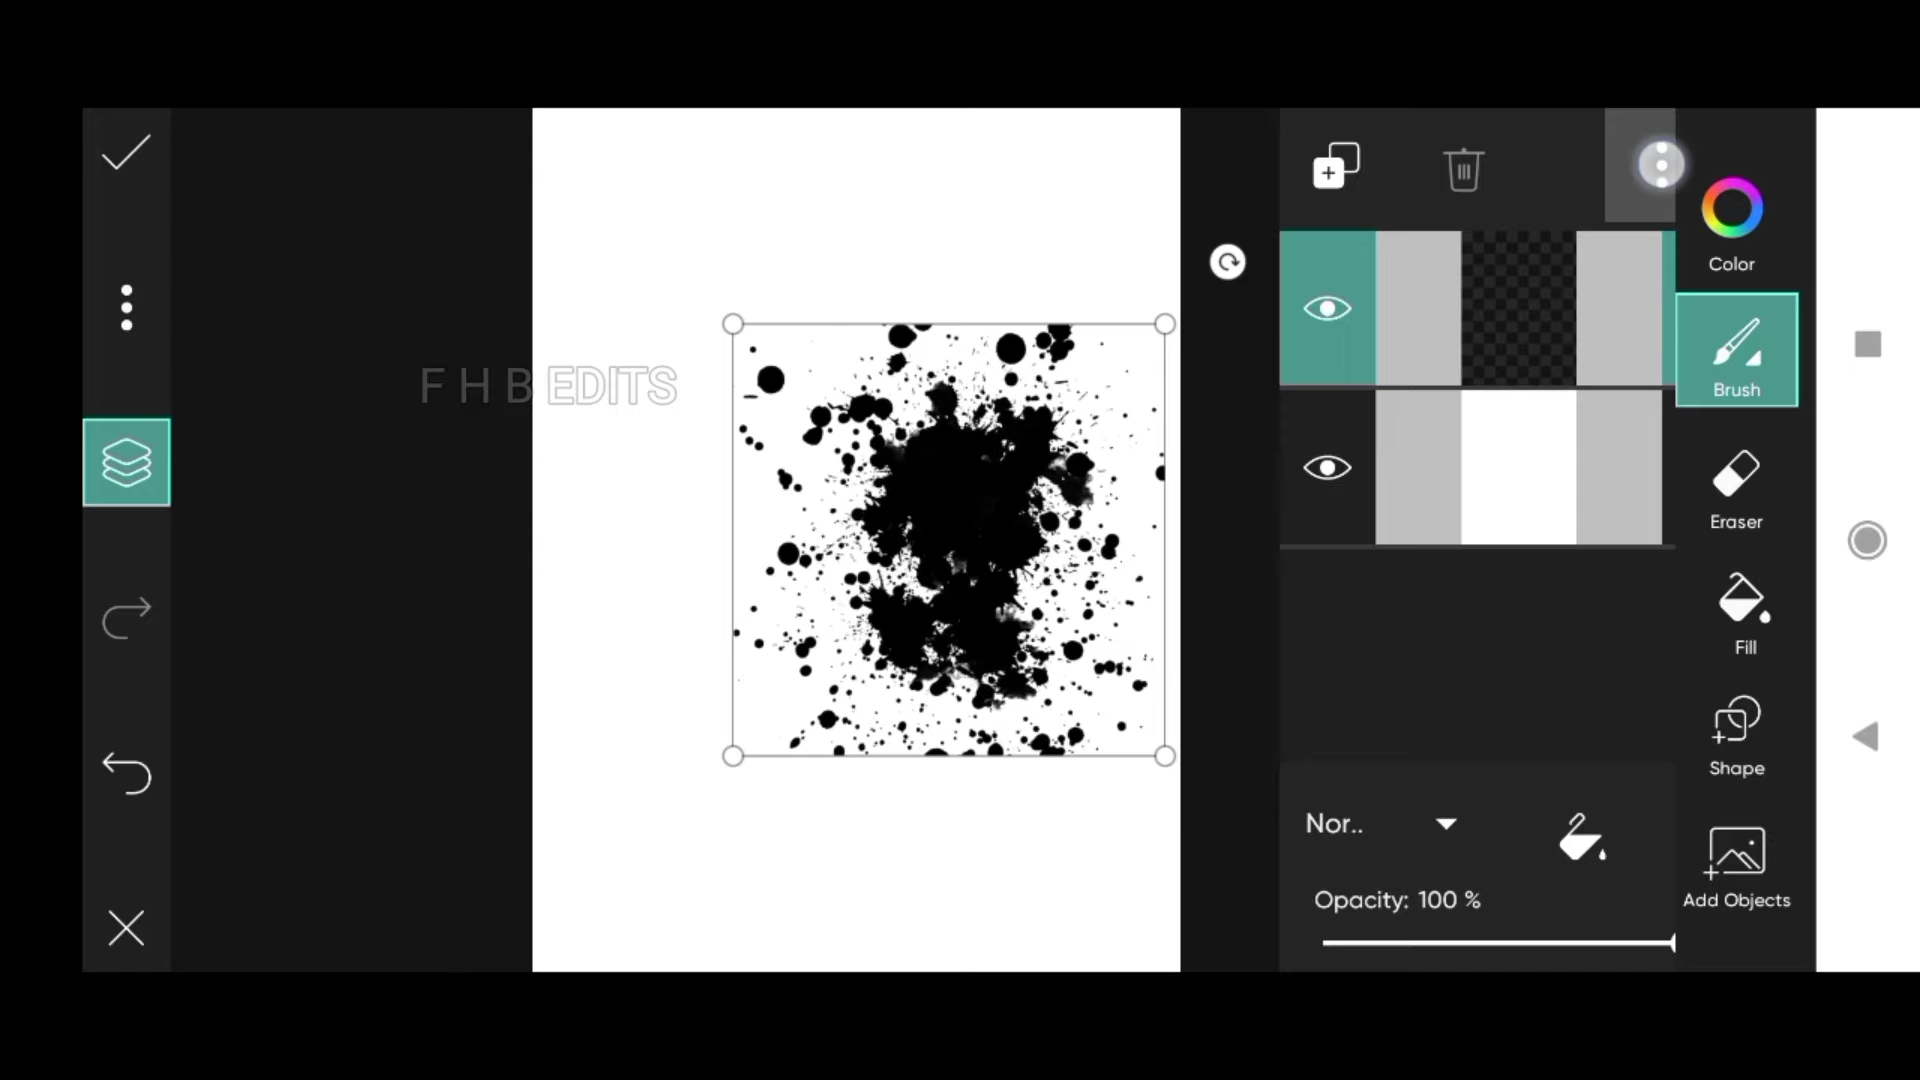 Color
F H B EDITS
Brush
Eraser
Fill
Shape
Nor..
Opacity: 100 %
Add Objects